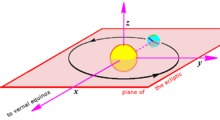 z
y
x
to vernal equinox
plane of
the ecliptic